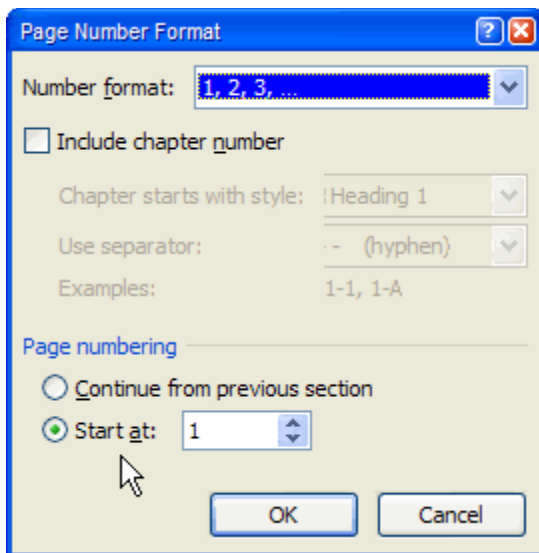 Page Number Format
Number format: 1, 2, 3, ...
Include chapter number
Chapter starts with style: Heading 1
Use separator: - (hyphen)
Examples: 1-1, 1-A
Page numbering
Continue from previous section
Start at: 1
OK Cancel